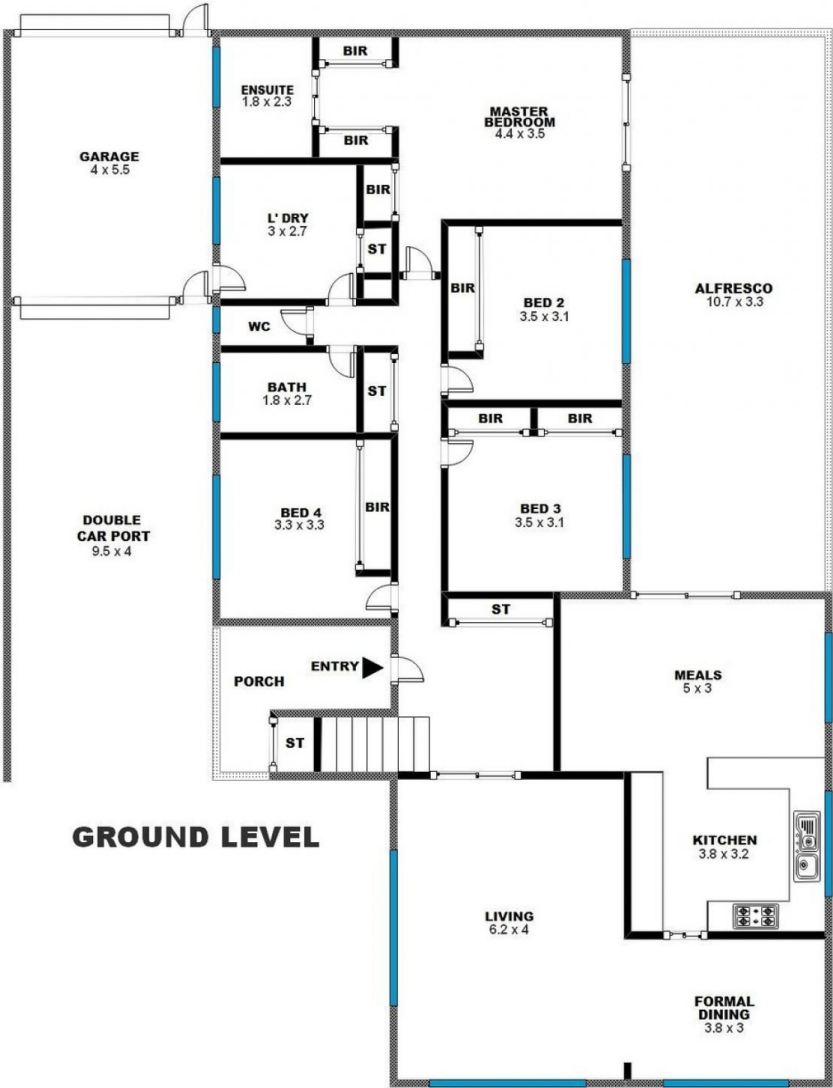 BIR
ENSUITE
1.8 x 2.3
MASTER
BEDROOM
4.4 x 3.5
BIR
GARAGE
4 x 5.5
BIR
L' DRY
3 x 2.7
ST
BIR
BED 2
3.5 x 3.1
ALFRESCO
10.7 x 3.3
WC
BATH
1.8 x 2.7
ST
BIR
BIR
BED 4
3.3 x 3.3
BIR
BED 3
3.5 x 3.1
DOUBLE
CAR PORT
9.5 x 4
ST
ENTRY
PORCH
MEALS
5 x 3
ST
GROUND LEVEL
KITCHEN
3.8 x 3.2
LIVING
6.2 x 4
FORMAL
DINING
3.8 x 3